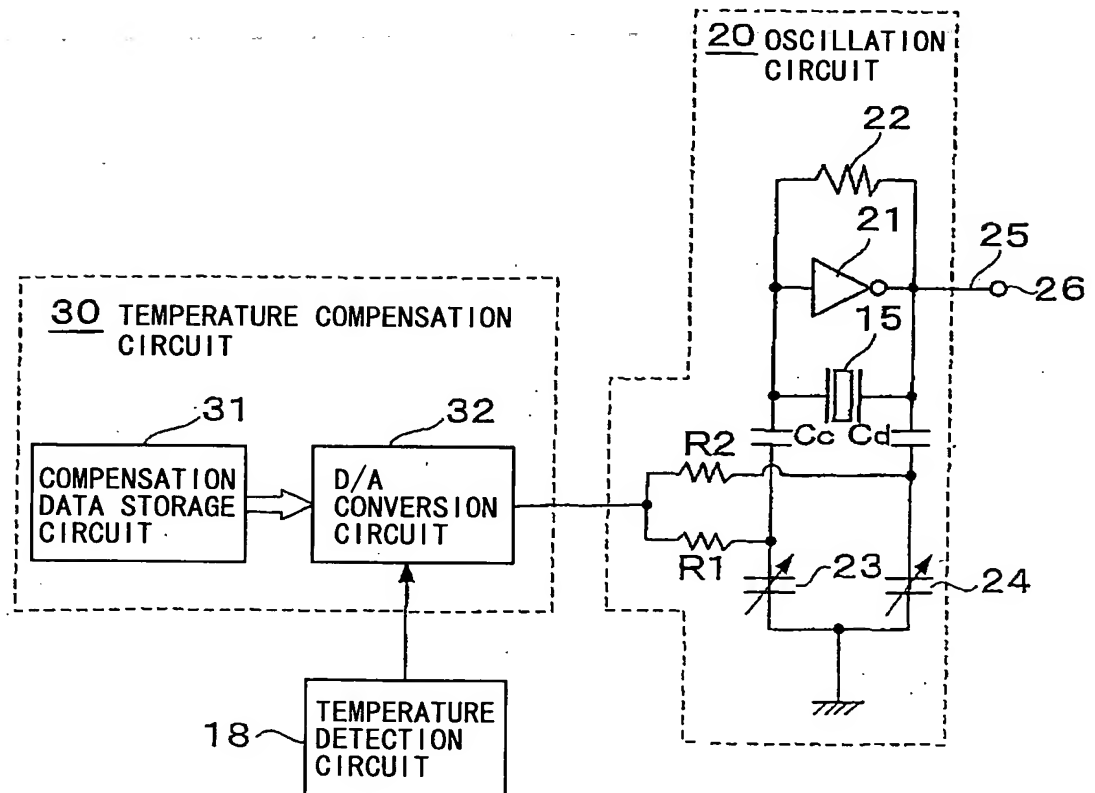 20 OSCILLATION
CIRCUIT
22
21
25
26
15
30 TEMPERATURE COMPENSATION
CIRCUIT
31
32
Cc Cd
R2
COMPENSATION
DATA STORAGE
CIRCUIT
D/A
CONVERSION
CIRCUIT
R1
23
24
18
TEMPERATURE
DETECTION
CIRCUIT